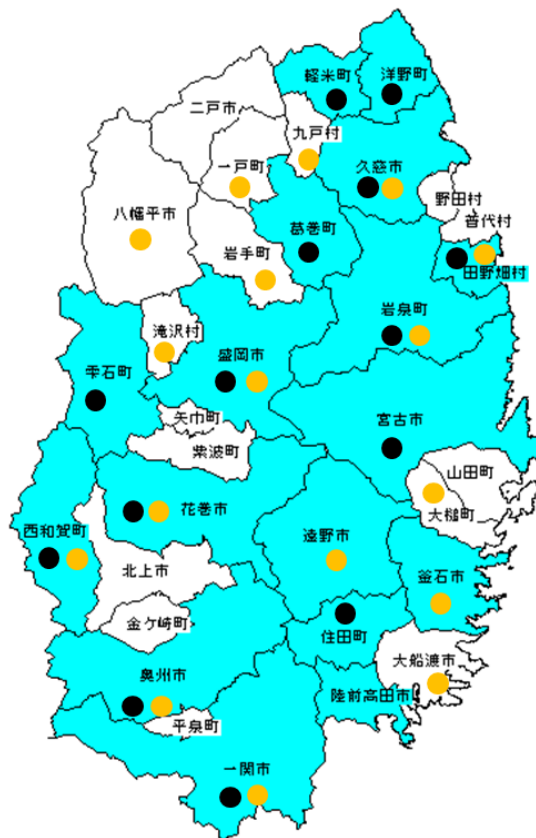 軽米町
洋野町
二戸市
九戸村
一戸町
久慈市
野田村
八幡平市
葛巻町
普代村
岩手町
田野畑村
岩泉町
滝沢村
盛岡市
雫石町
矢巾町
宮古市
紫波町
山田町
花巻市
大槌町
西和賀町
遠野市
北上市
釜石市
金ケ崎町
住田町
大船渡市
奥州市
陸前高田市
平泉町
一関市